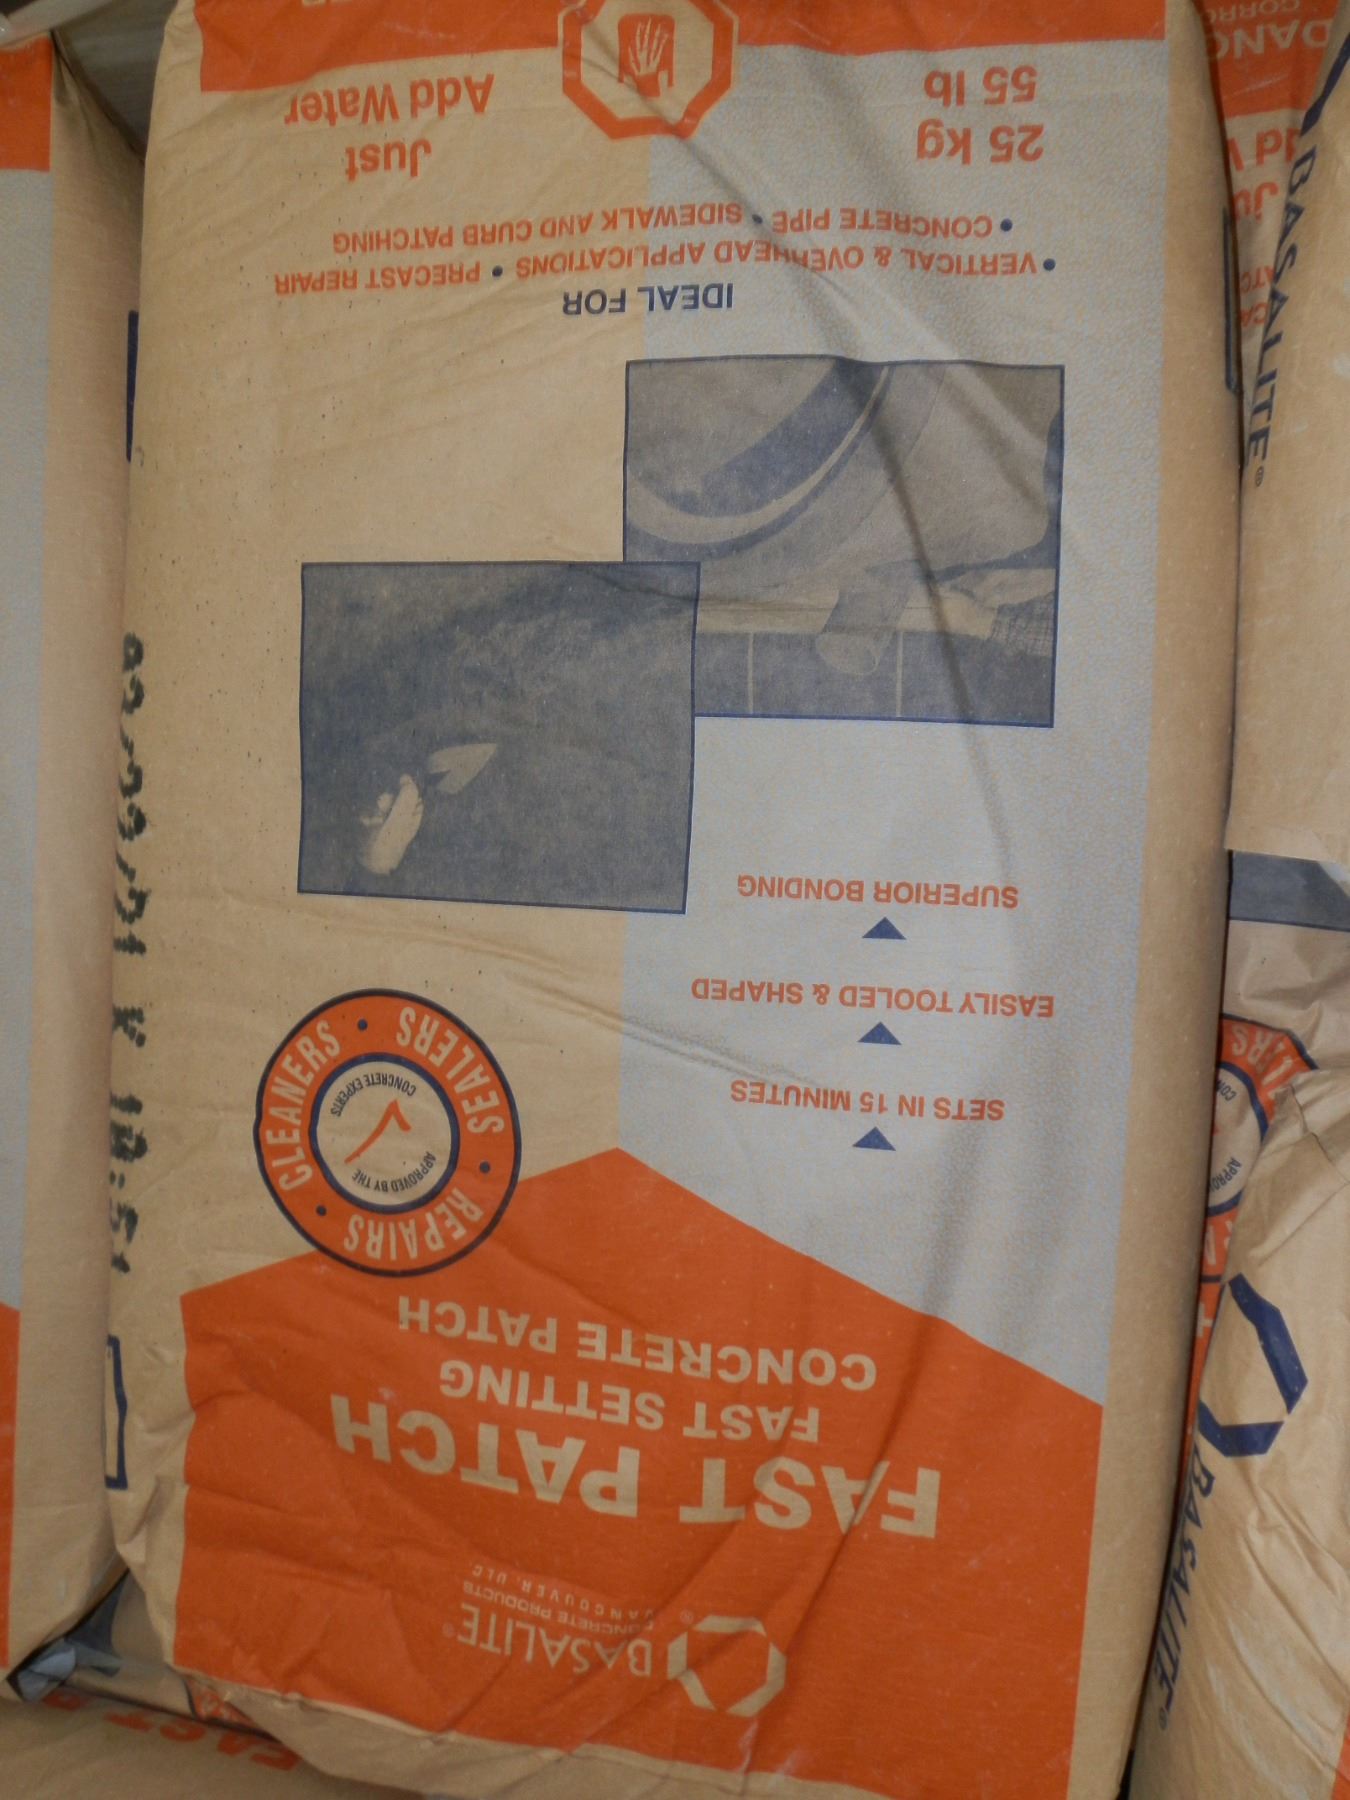 BASALITE®
CONCRETE PRODUCTS
VANCOUVER, ULC
FAST PATCH
FAST SETTING
CONCRETE PATCH
REPAIRS • CLEANERS • SEALERS •
APPROVED BY THE
CONCRETE EXPERTS
SETS IN 15 MINUTES
EASILY TOOLED & SHAPED
SUPERIOR BONDING
IDEAL FOR
• VERTICAL & OVERHEAD APPLICATIONS • PRECAST REPAIR
• CONCRETE PIPE • SIDEWALK AND CURB PATCHING
25 kg
55 lb
Just
Add Water
BASALITE®
BASALITE®